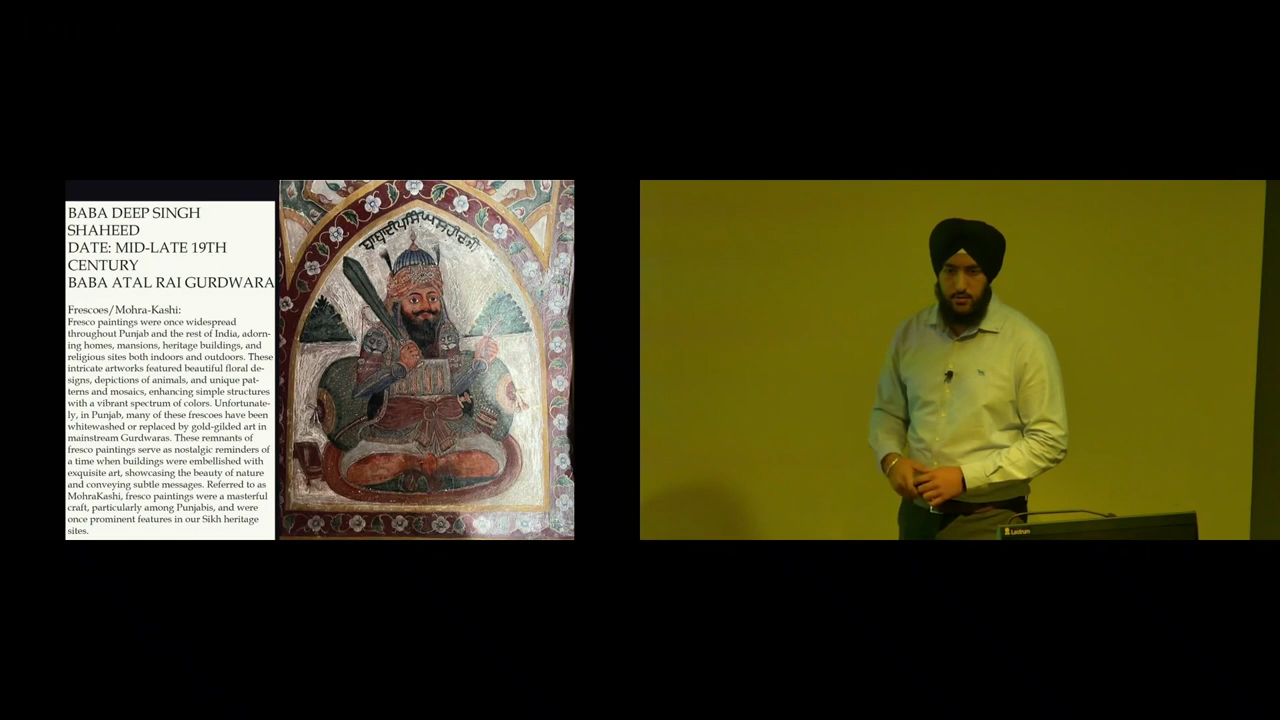 BABA DEEP SINGH
SHAHEED
DATE: MID-LATE 19TH
CENTURY
BABA ATAL RAI GURDWARA
Frescoes/Mohra-Kashi:
Fresco paintings were once widespread
throughout Punjab and the rest of India, adorn-
ing homes, mansions, heritage buildings, and
religious sites both indoors and outdoors. These
intricate artworks featured beautiful floral de-
signs, depictions of animals, and unique pat-
terns and mosaics, enhancing simple structures
with a vibrant spectrum of colors. Unfortunate-
ly, in Punjab, many of these frescoes have been
whitewashed or replaced by gold-gilded art in
mainstream Gurdwaras. These remnants of
fresco paintings serve as nostalgic reminders of
a time when buildings were embellished with
exquisite art, showcasing the beauty of nature
and conveying subtle messages. Referred to as
MohraKashi, fresco paintings were a masterful
craft, particularly among Punjabis, and were
once prominent features in our Sikh heritage
sites.
ਬਾਬਾਦੀਪਸਿੰਘਸਹੀਦਜੀ
Lectrum